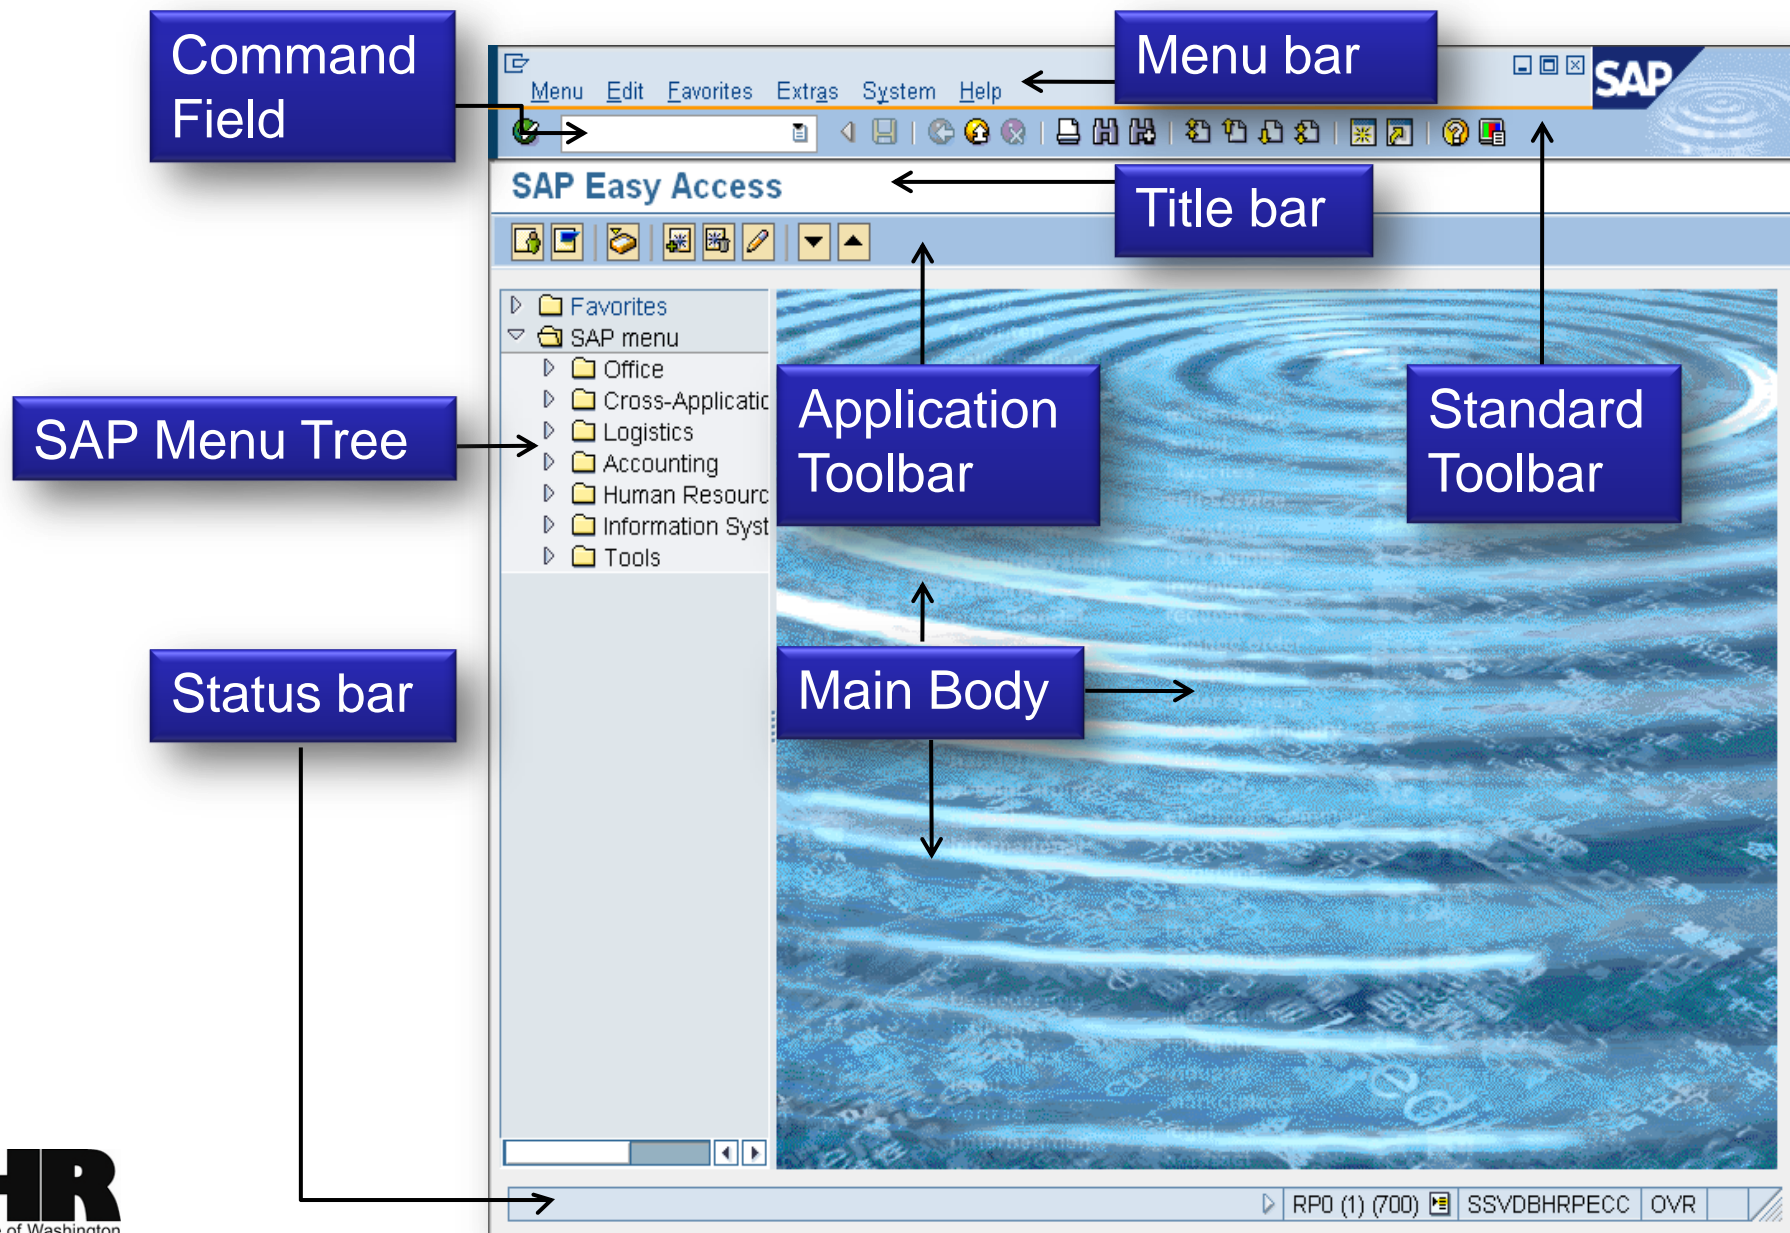 Command
Field
Menu bar
Menu Edit Favorites Extras System Help
SAP
SAP Easy Access
Title bar
Favorites
SAP menu
Office
Cross-Applicatic
Logistics
Accounting
Human Resourc
Information Syst
Tools
SAP Menu Tree
Application
Toolbar
Standard
Toolbar
Main Body
Status bar
RP0 (1) (700) SSVDBHRPECC OVR
HR
of Washington